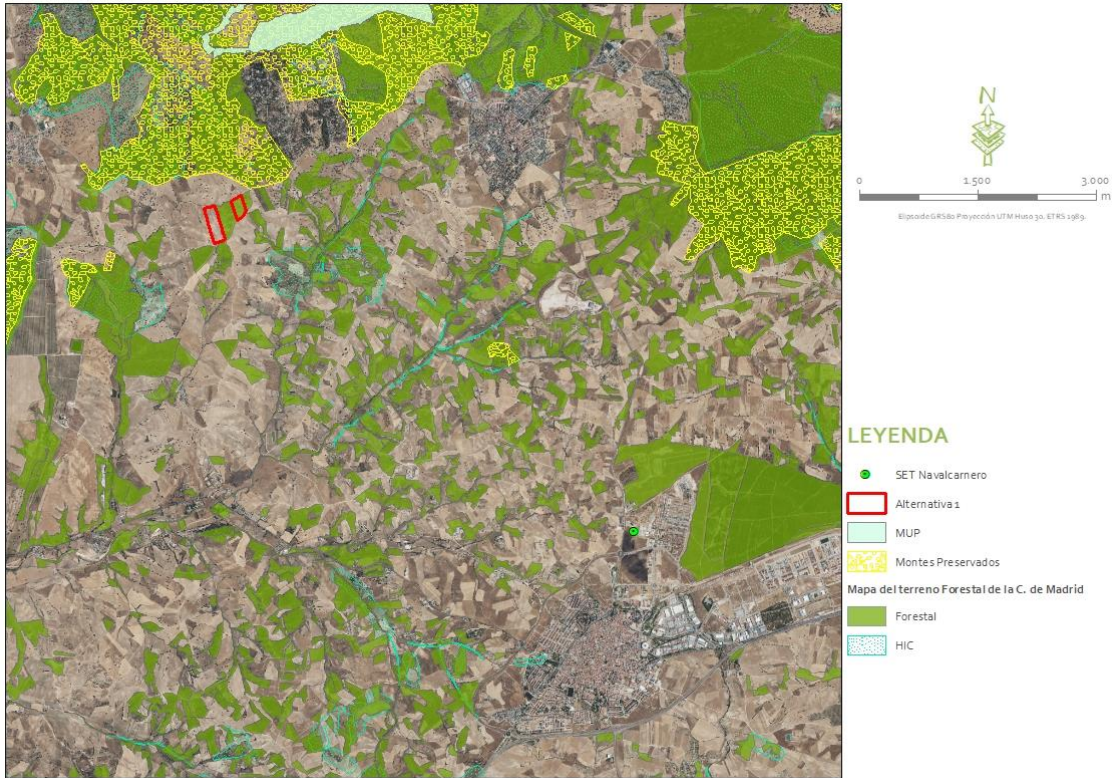 N
0 1.500 3.000
m
Elipsoide GRS80 Proyección UTM Huso 30. ETRS 1989.
LEYENDA
SET Navalcarnero
Alternativa 1
MUP
Montes Preservados
Mapa del terreno Forestal de la C. de Madrid
Forestal
HIC